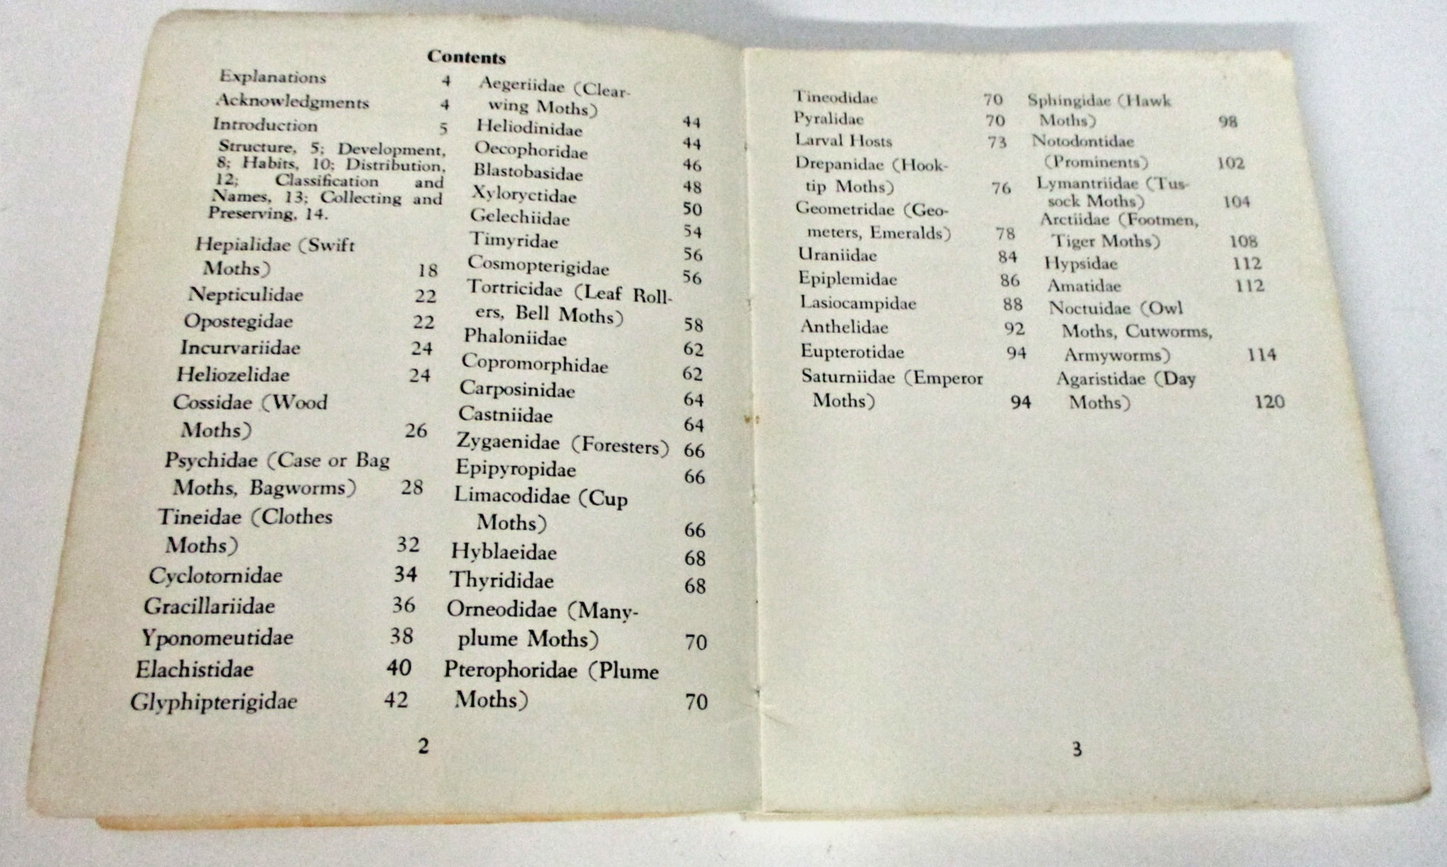 Contents
Explanations 4
Acknowledgments 4
Introduction 5
Structure, 5; Development,
8; Habits, 10; Distribution,
12; Classification and
Names, 13; Collecting and
Preserving, 14.
Hepialidae (Swift
Moths) 18
Nepticulidae 22
Opostegidae 22
Incurvariidae 24
Heliozelidae 24
Cossidae (Wood
Moths) 26
Psychidae (Case or Bag
Moths, Bagworms) 28
Tineidae (Clothes
Moths) 32
Cyclotornidae 34
Gracillariidae 36
Yponomeutidae 38
Elachistidae 40
Glyphipterigidae 42
Aegeriidae (Clear-
wing Moths) 44
Heliodinidae 44
Oecophoridae 46
Blastobasidae 48
Xyloryctidae 50
Gelechiidae 54
Timyridae 56
Cosmopterigidae 56
Tortricidae (Leaf Roll-
ers, Bell Moths) 58
Phaloniidae 62
Copromorphidae 62
Carposinidae 64
Castniidae 64
Zygaenidae (Foresters) 66
Epipyropidae 66
Limacodidae (Cup
Moths) 66
Hyblaeidae 68
Thyrididae 68
Orneodidae (Many-
plume Moths) 70
Pterophoridae (Plume
Moths) 70
2
Tineodidae 70
Pyralidae 70
Larval Hosts 73
Drepanidae (Hook-
tip Moths) 76
Geometridae (Geo-
meters, Emeralds) 78
Uraniidae 84
Epiplemidae 86
Lasiocampidae 88
Anthelidae 92
Eupterotidae 94
Saturniidae (Emperor
Moths) 94
Sphingidae (Hawk
Moths) 98
Notodontidae
(Prominents) 102
Lymantriidae (Tus-
sock Moths) 104
Arctiidae (Footmen,
Tiger Moths) 108
Hypsidae 112
Amatidae 112
Noctuidae (Owl
Moths, Cutworms,
Armyworms) 114
Agaristidae (Day
Moths) 120
3